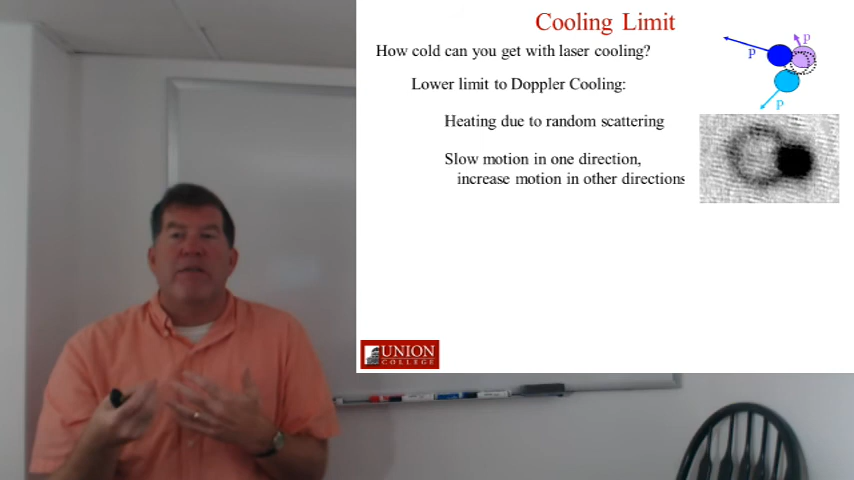 Cooling Limit
How cold can you get with laser cooling?
p
p
Lower limit to Doppler Cooling:
p
Heating due to random scattering
Slow motion in one direction,
increase motion in other directions
UNION
COLLEGE